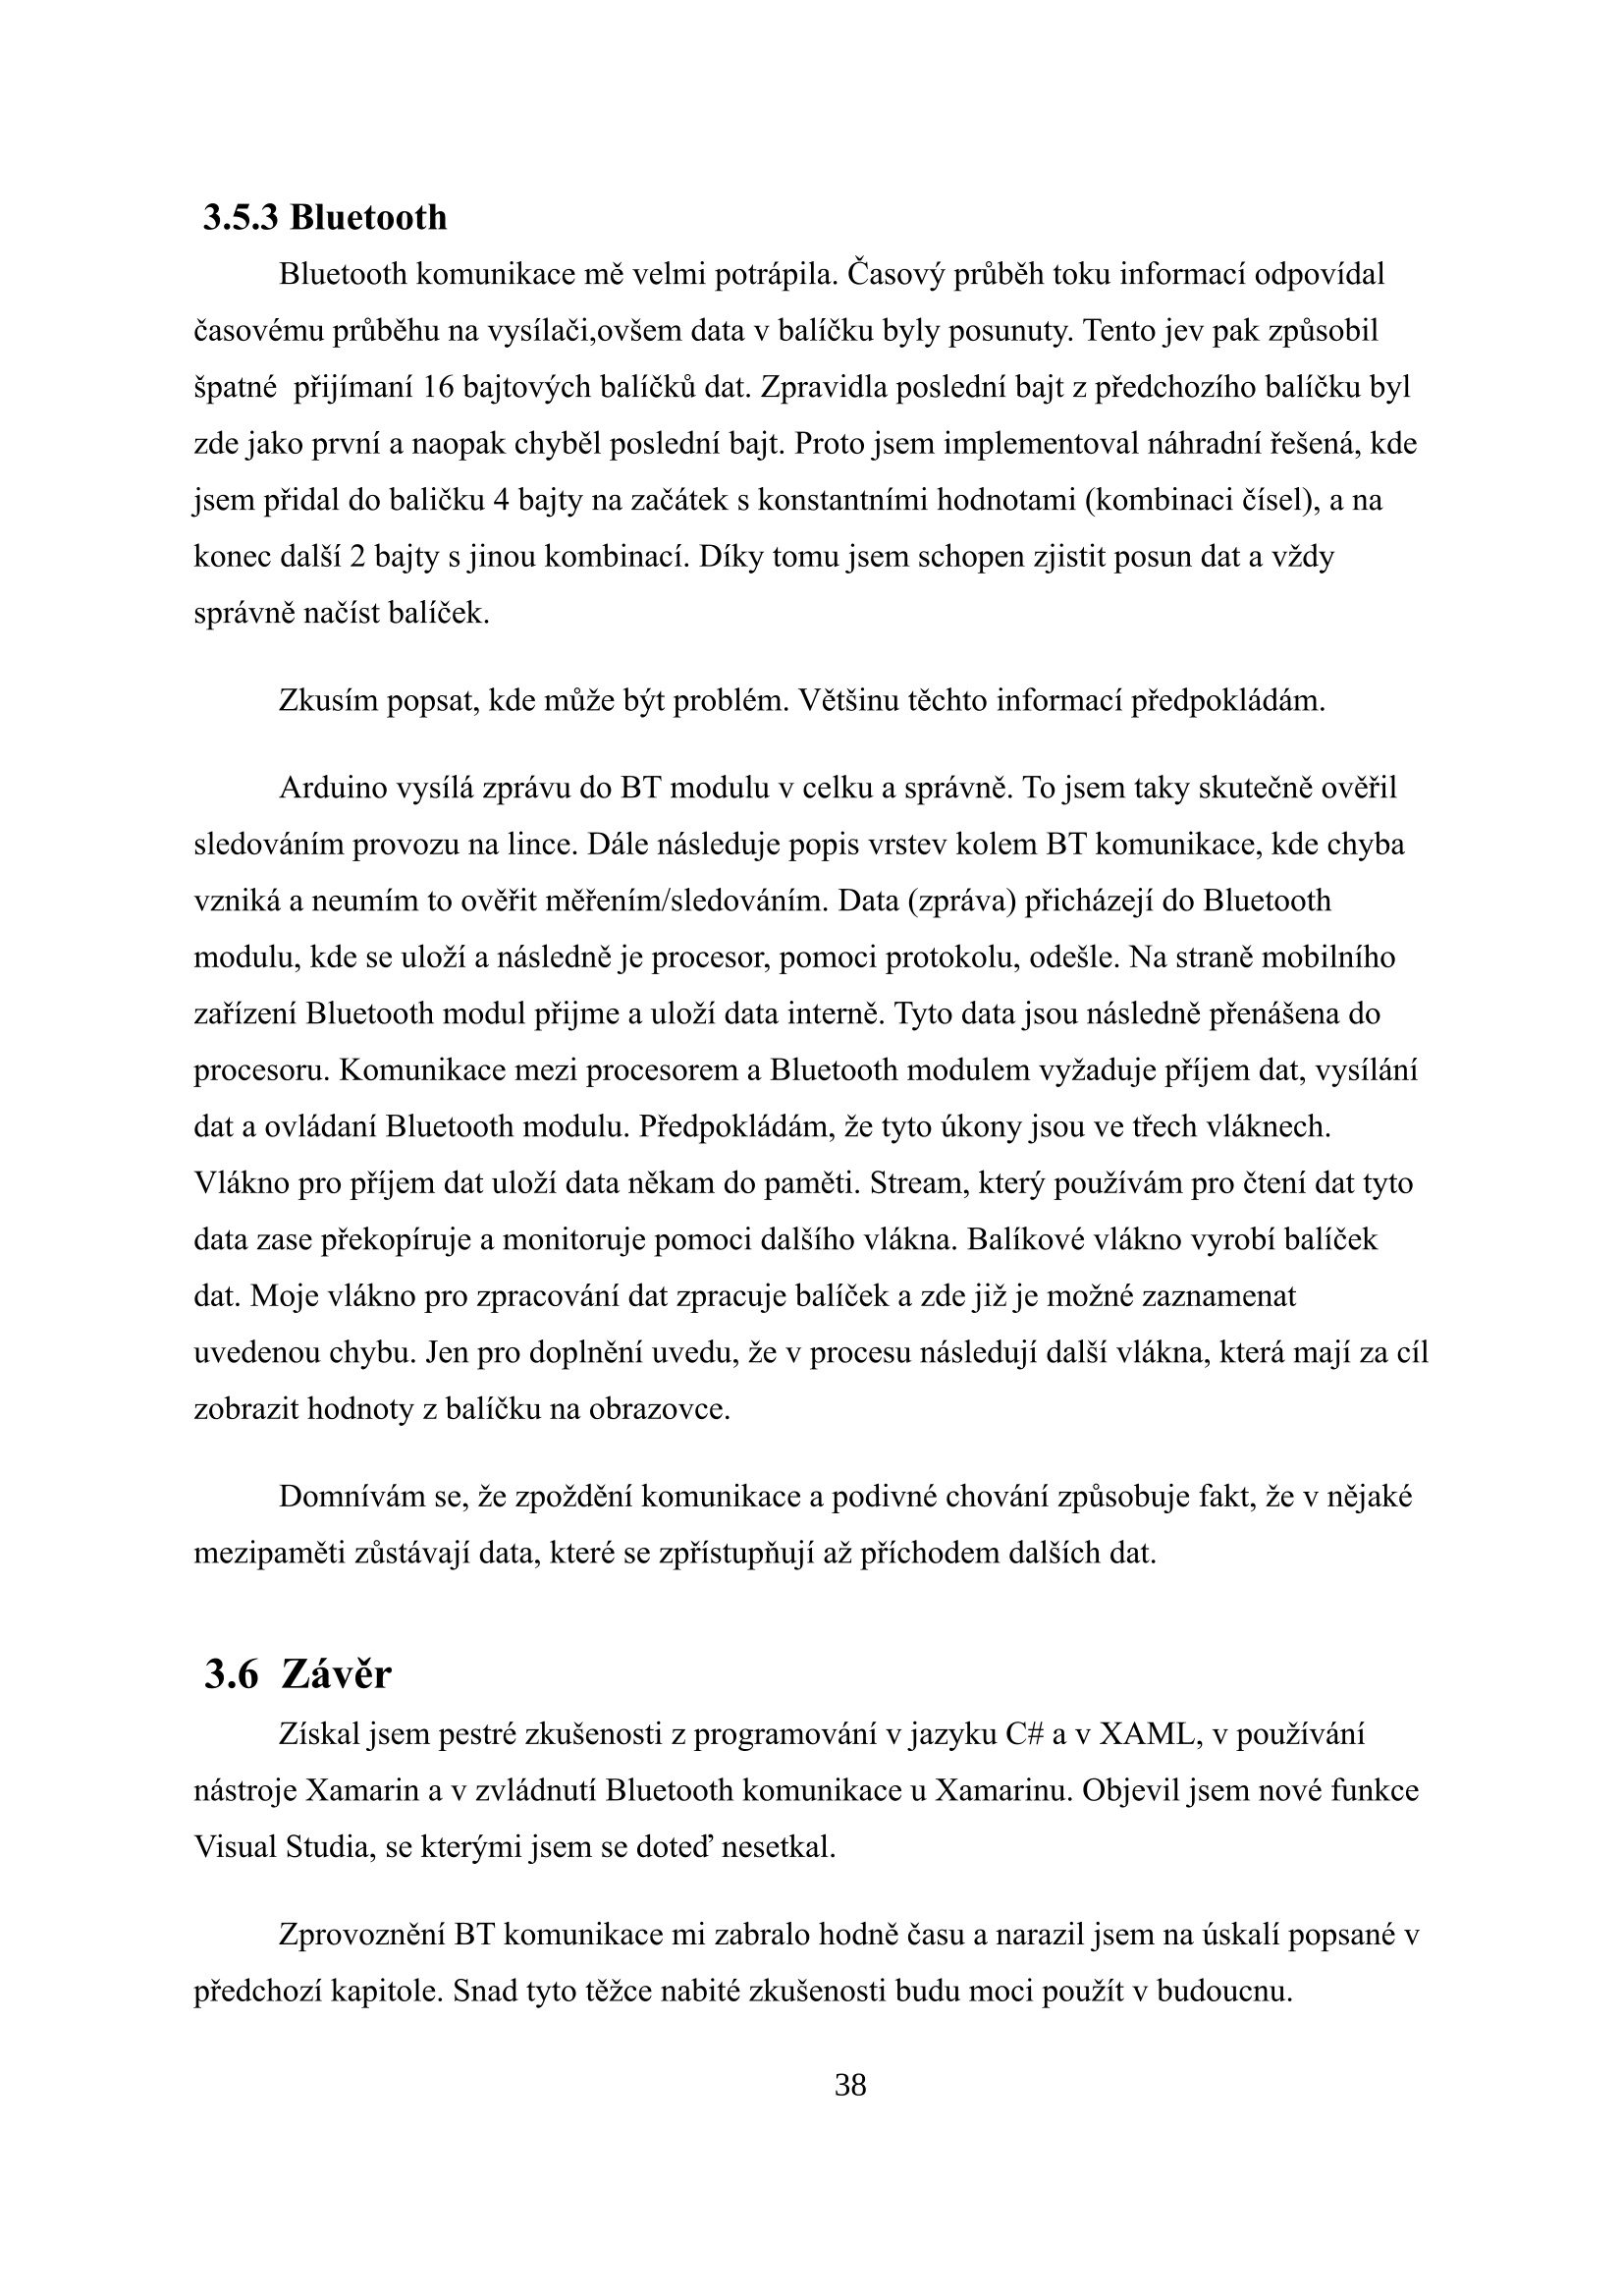 3.5.3 Bluetooth
Bluetooth komunikace mě velmi potrápila. Časový průběh toku informací odpovídal
časovému průběhu na vysílači,ovšem data v balíčku byly posunuty. Tento jev pak způsobil
špatné  přijímaní 16 bajtových balíčků dat. Zpravidla poslední bajt z předchozího balíčku byl
zde jako první a naopak chyběl poslední bajt. Proto jsem implementoval náhradní řešená, kde
jsem přidal do baličku 4 bajty na začátek s konstantními hodnotami (kombinaci čísel), a na
konec další 2 bajty s jinou kombinací. Díky tomu jsem schopen zjistit posun dat a vždy
správně načíst balíček.
Zkusím popsat, kde může být problém. Většinu těchto informací předpokládám.
Arduino vysílá zprávu do BT modulu v celku a správně. To jsem taky skutečně ověřil
sledováním provozu na lince. Dále následuje popis vrstev kolem BT komunikace, kde chyba
vzniká a neumím to ověřit měřením/sledováním. Data (zpráva) přicházejí do Bluetooth
modulu, kde se uloží a následně je procesor, pomoci protokolu, odešle. Na straně mobilního
zařízení Bluetooth modul přijme a uloží data interně. Tyto data jsou následně přenášena do
procesoru. Komunikace mezi procesorem a Bluetooth modulem vyžaduje příjem dat, vysílání
dat a ovládaní Bluetooth modulu. Předpokládám, že tyto úkony jsou ve třech vláknech.
Vlákno pro příjem dat uloží data někam do paměti. Stream, který používám pro čtení dat tyto
data zase překopíruje a monitoruje pomoci dalšího vlákna. Balíkové vlákno vyrobí balíček
dat. Moje vlákno pro zpracování dat zpracuje balíček a zde již je možné zaznamenat
uvedenou chybu. Jen pro doplnění uvedu, že v procesu následují další vlákna, která mají za cíl
zobrazit hodnoty z balíčku na obrazovce.
Domnívám se, že zpoždění komunikace a podivné chování způsobuje fakt, že v nějaké
mezipaměti zůstávají data, které se zpřístupňují až příchodem dalších dat.
3.6  Závěr
Získal jsem pestré zkušenosti z programování v jazyku C# a v XAML, v používání
nástroje Xamarin a v zvládnutí Bluetooth komunikace u Xamarinu. Objevil jsem nové funkce
Visual Studia, se kterými jsem se doteď nesetkal.
Zprovoznění BT komunikace mi zabralo hodně času a narazil jsem na úskalí popsané v
předchozí kapitole. Snad tyto těžce nabité zkušenosti budu moci použít v budoucnu.
38